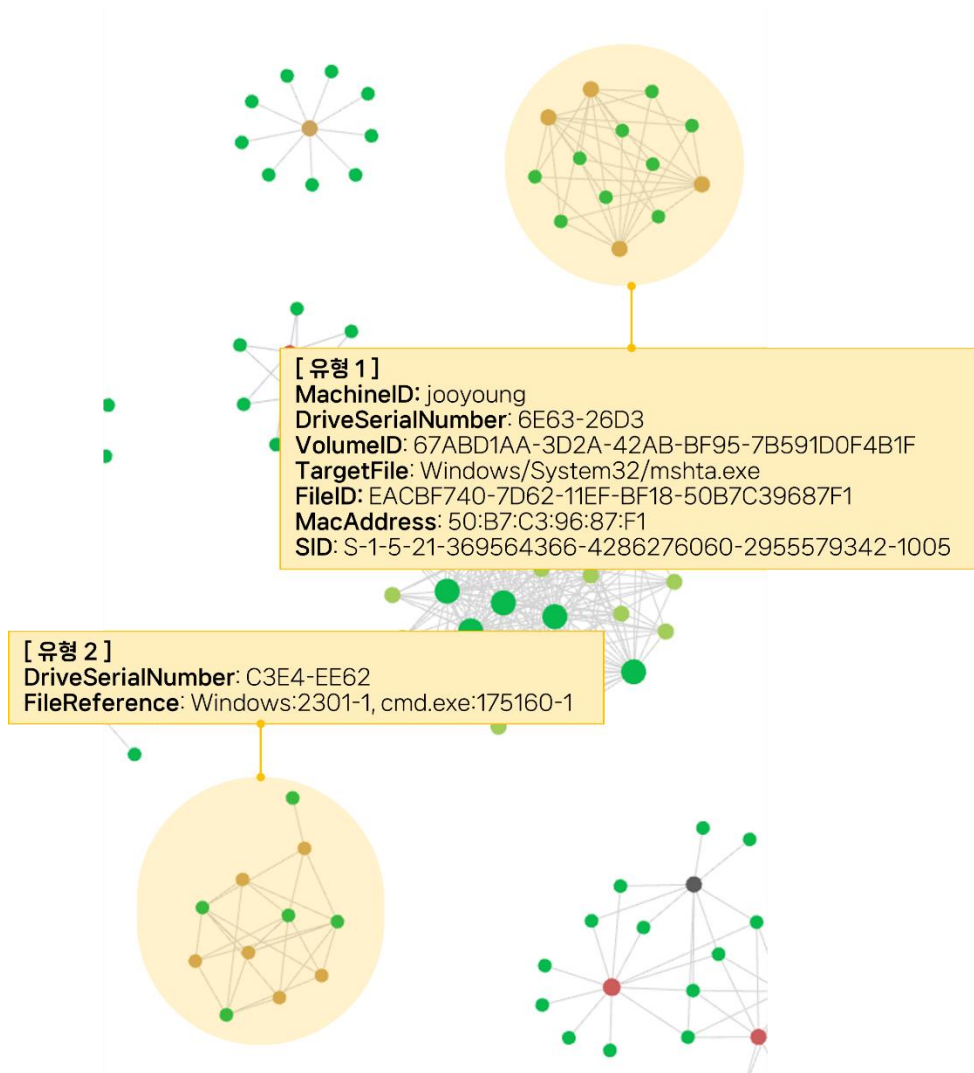 [ 유형 1 ]
MachineID: jooyoung
DriveSerialNumber: 6E63-26D3
VolumeID: 67ABD1AA-3D2A-42AB-BF95-7B591D0F4B1F
TargetFile: Windows/System32/mshta.exe
FileID: EACBF740-7D62-11EF-BF18-50B7C39687F1
MacAddress: 50:B7:C3:96:87:F1
SID: S-1-5-21-369564366-4286276060-2955579342-1005
[ 유형 2 ]
DriveSerialNumber: C3E4-EE62
FileReference: Windows:2301-1, cmd.exe:175160-1